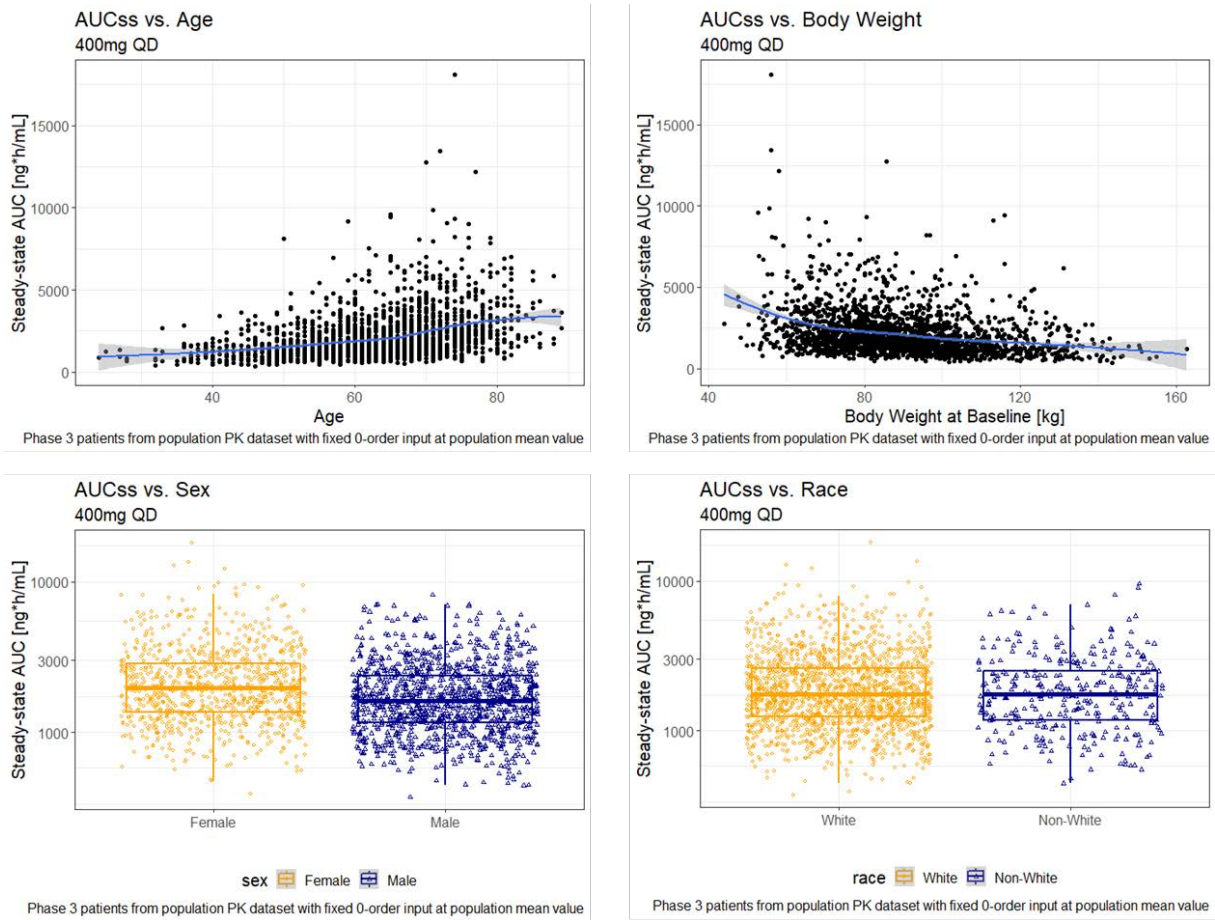 AUCss vs. Age
400mg QD
Steady-state AUC [ng*h/mL]
15000
10000
5000
0
40
60
80
Age
Phase 3 patients from population PK dataset with fixed 0-order input at population mean value
AUCss vs. Body Weight
400mg QD
Steady-state AUC [ng*h/mL]
15000
10000
5000
0
40
80
120
160
Body Weight at Baseline [kg]
Phase 3 patients from population PK dataset with fixed 0-order input at population mean value
AUCss vs. Sex
400mg QD
Steady-state AUC [ng*h/mL]
10000
3000
1000
Female
Male
sex Female Male
Phase 3 patients from population PK dataset with fixed 0-order input at population mean value
AUCss vs. Race
400mg QD
Steady-state AUC [ng*h/mL]
10000
3000
1000
White
Non-White
race White Non-White
Phase 3 patients from population PK dataset with fixed 0-order input at population mean value